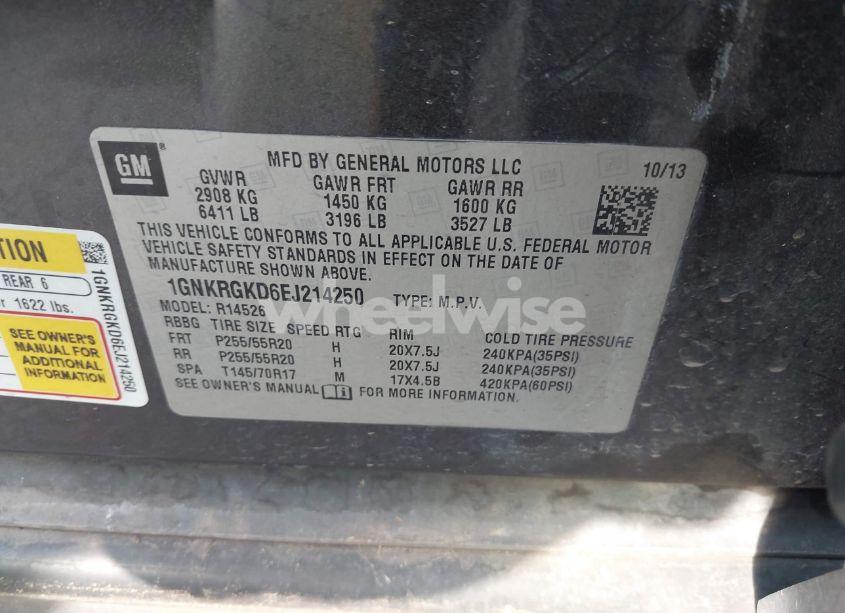 GM
MFD BY GENERAL MOTORS LLC
10/13
GVWR GAWR FRT GAWR RR
2908 KG 1450 KG 1600 KG
6411 LB 3196 LB 3527 LB
THIS VEHICLE CONFORMS TO ALL APPLICABLE U.S. FEDERAL MOTOR
VEHICLE SAFETY STANDARDS IN EFFECT ON THE DATE OF
MANUFACTURE SHOWN ABOVE.
1GNKRGKD6EJ214250 TYPE: M.P.V.
MODEL: R14526
RBBG TIRE SIZE SPEED RTG RIM COLD TIRE PRESSURE
FRT P255/55R20 H 20X7.5J 240KPA(35PSI)
RR P255/55R20 H 20X7.5J 240KPA(35PSI)
SPA T145/70R17 M 17X4.5B 420KPA(60PSI)
SEE OWNER'S MANUAL FOR MORE INFORMATION.
REAR 6
1622 lbs.
SEE OWNER'S
MANUAL FOR
ADDITIONAL
INFORMATION
1GNKRGKD6EJ214250
wheelwise